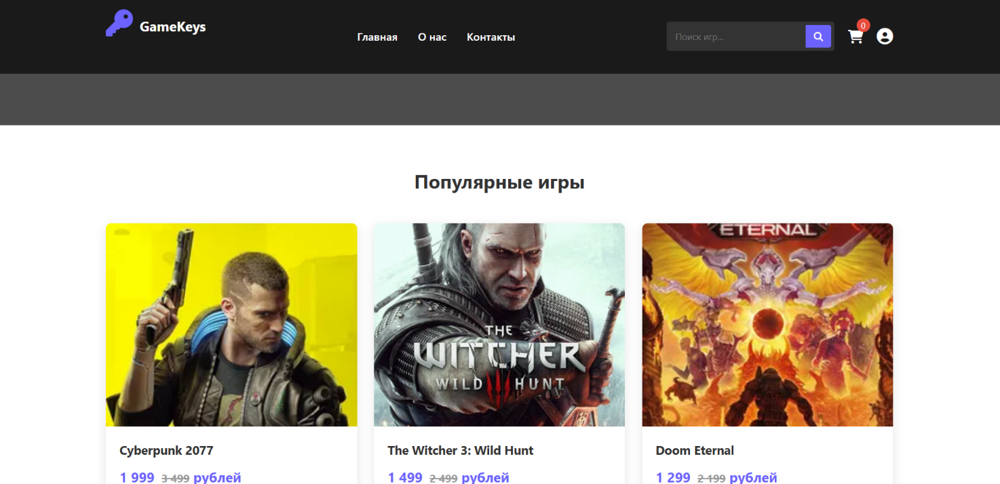 GameKeys
Главная О нас Контакты
Поиск игр...
0
Популярные игры
THE
WITCHER
WILD HUNT
ETERNAL
Cyberpunk 2077
1 999 3 499 рублей
The Witcher 3: Wild Hunt
1 499 2 499 рублей
Doom Eternal
1 299 2 199 рублей